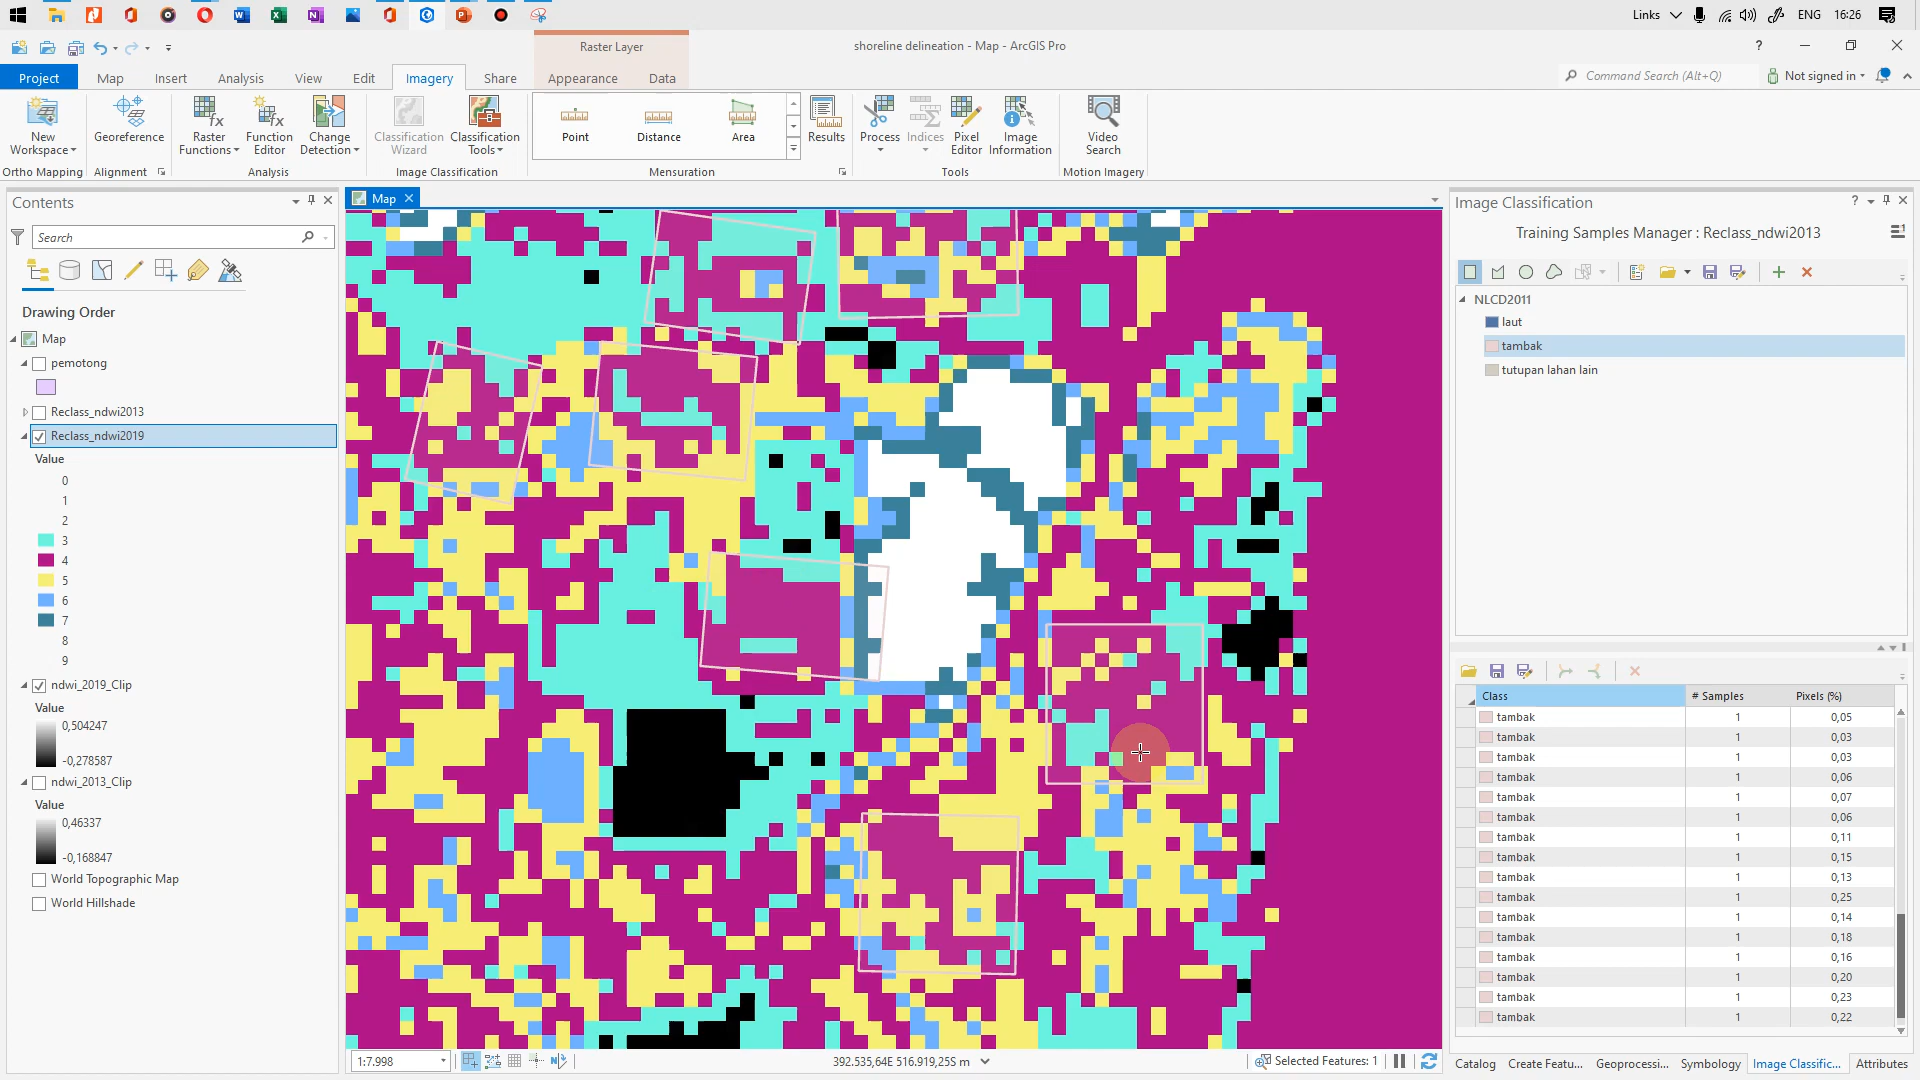 Links ENG 16:26
Raster Layer shoreline delineation - Map - ArcGIS Pro ?
Project Map Insert Analysis View Edit Imagery Share Appearance Data Command Search (Alt+Q) Not signed in
New Workspace Georeference Raster Functions Function Editor Change Detection Classification Wizard Classification Tools Point Distance Area Results Process Indices Pixel Editor Image Information Video Search
Ortho Mapping Alignment Analysis Image Classification Mensuration Tools Motion Imagery
Contents
Search
Drawing Order
Map
pemotong
Reclass_ndwi2013
Reclass_ndwi2019
Value
0
1
2
3
4
5
6
7
8
9
ndwi_2019_Clip
Value
0,504247
-0,278587
ndwi_2013_Clip
Value
0,46337
-0,168847
World Topographic Map
World Hillshade
Map
1:7.998 392.535,64E 516.919,25S m Selected Features: 1
Image Classification ?
Training Samples Manager : Reclass_ndwi2013
NLCD2011
laut
tambak
tutupan lahan lain
Class # Samples Pixels (%)
tambak 1 0,05
tambak 1 0,03
tambak 1 0,03
tambak 1 0,06
tambak 1 0,07
tambak 1 0,06
tambak 1 0,11
tambak 1 0,15
tambak 1 0,13
tambak 1 0,25
tambak 1 0,14
tambak 1 0,18
tambak 1 0,16
tambak 1 0,20
tambak 1 0,23
tambak 1 0,22
Catalog Create Featu... Geoprocessi... Symbology Image Classific... Attributes